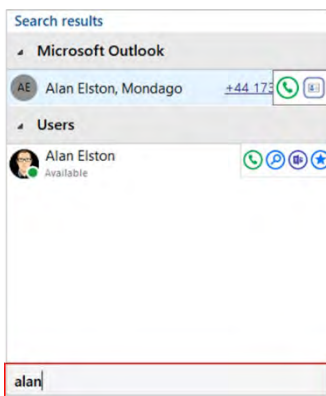 Search results
Microsoft Outlook
AE Alan Elston, Mondago +44 173
Users
Alan Elston
Available
alan